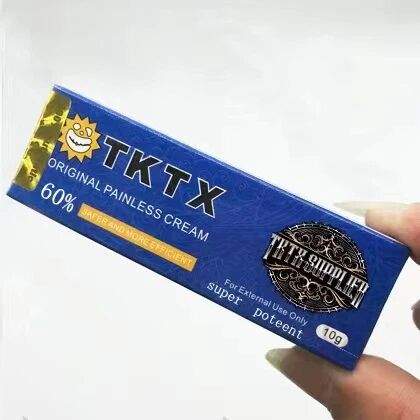 TKTX
ORIGINAL PAINLESS CREAM
60%
SAFER AND MORE EFFICIENT
TKTX SUPPLIER
For External Use Only
super poteent
10g